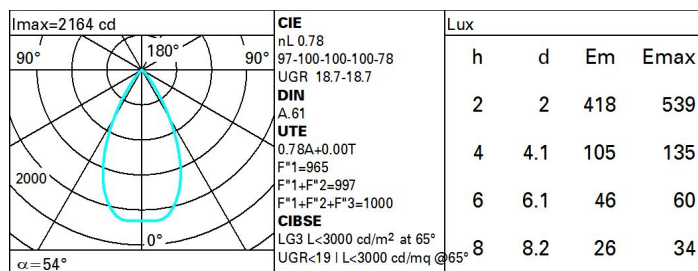 Imax=2164 cd
90° 180° 90°
2000
0°
α=54°
CIE
nL 0.78
97-100-100-100-78
UGR 18.7-18.7
DIN
A.61
UTE
0.78A+0.00T
F"1=965
F"1+F"2=997
F"1+F"2+F"3=1000
CIBSE
LG3 L<3000 cd/m² at 65°
UGR<19 | L<3000 cd/mq @65°
Lux
h d Em Emax
2 2 418 539
4 4.1 105 135
6 6.1 46 60
8 8.2 26 34